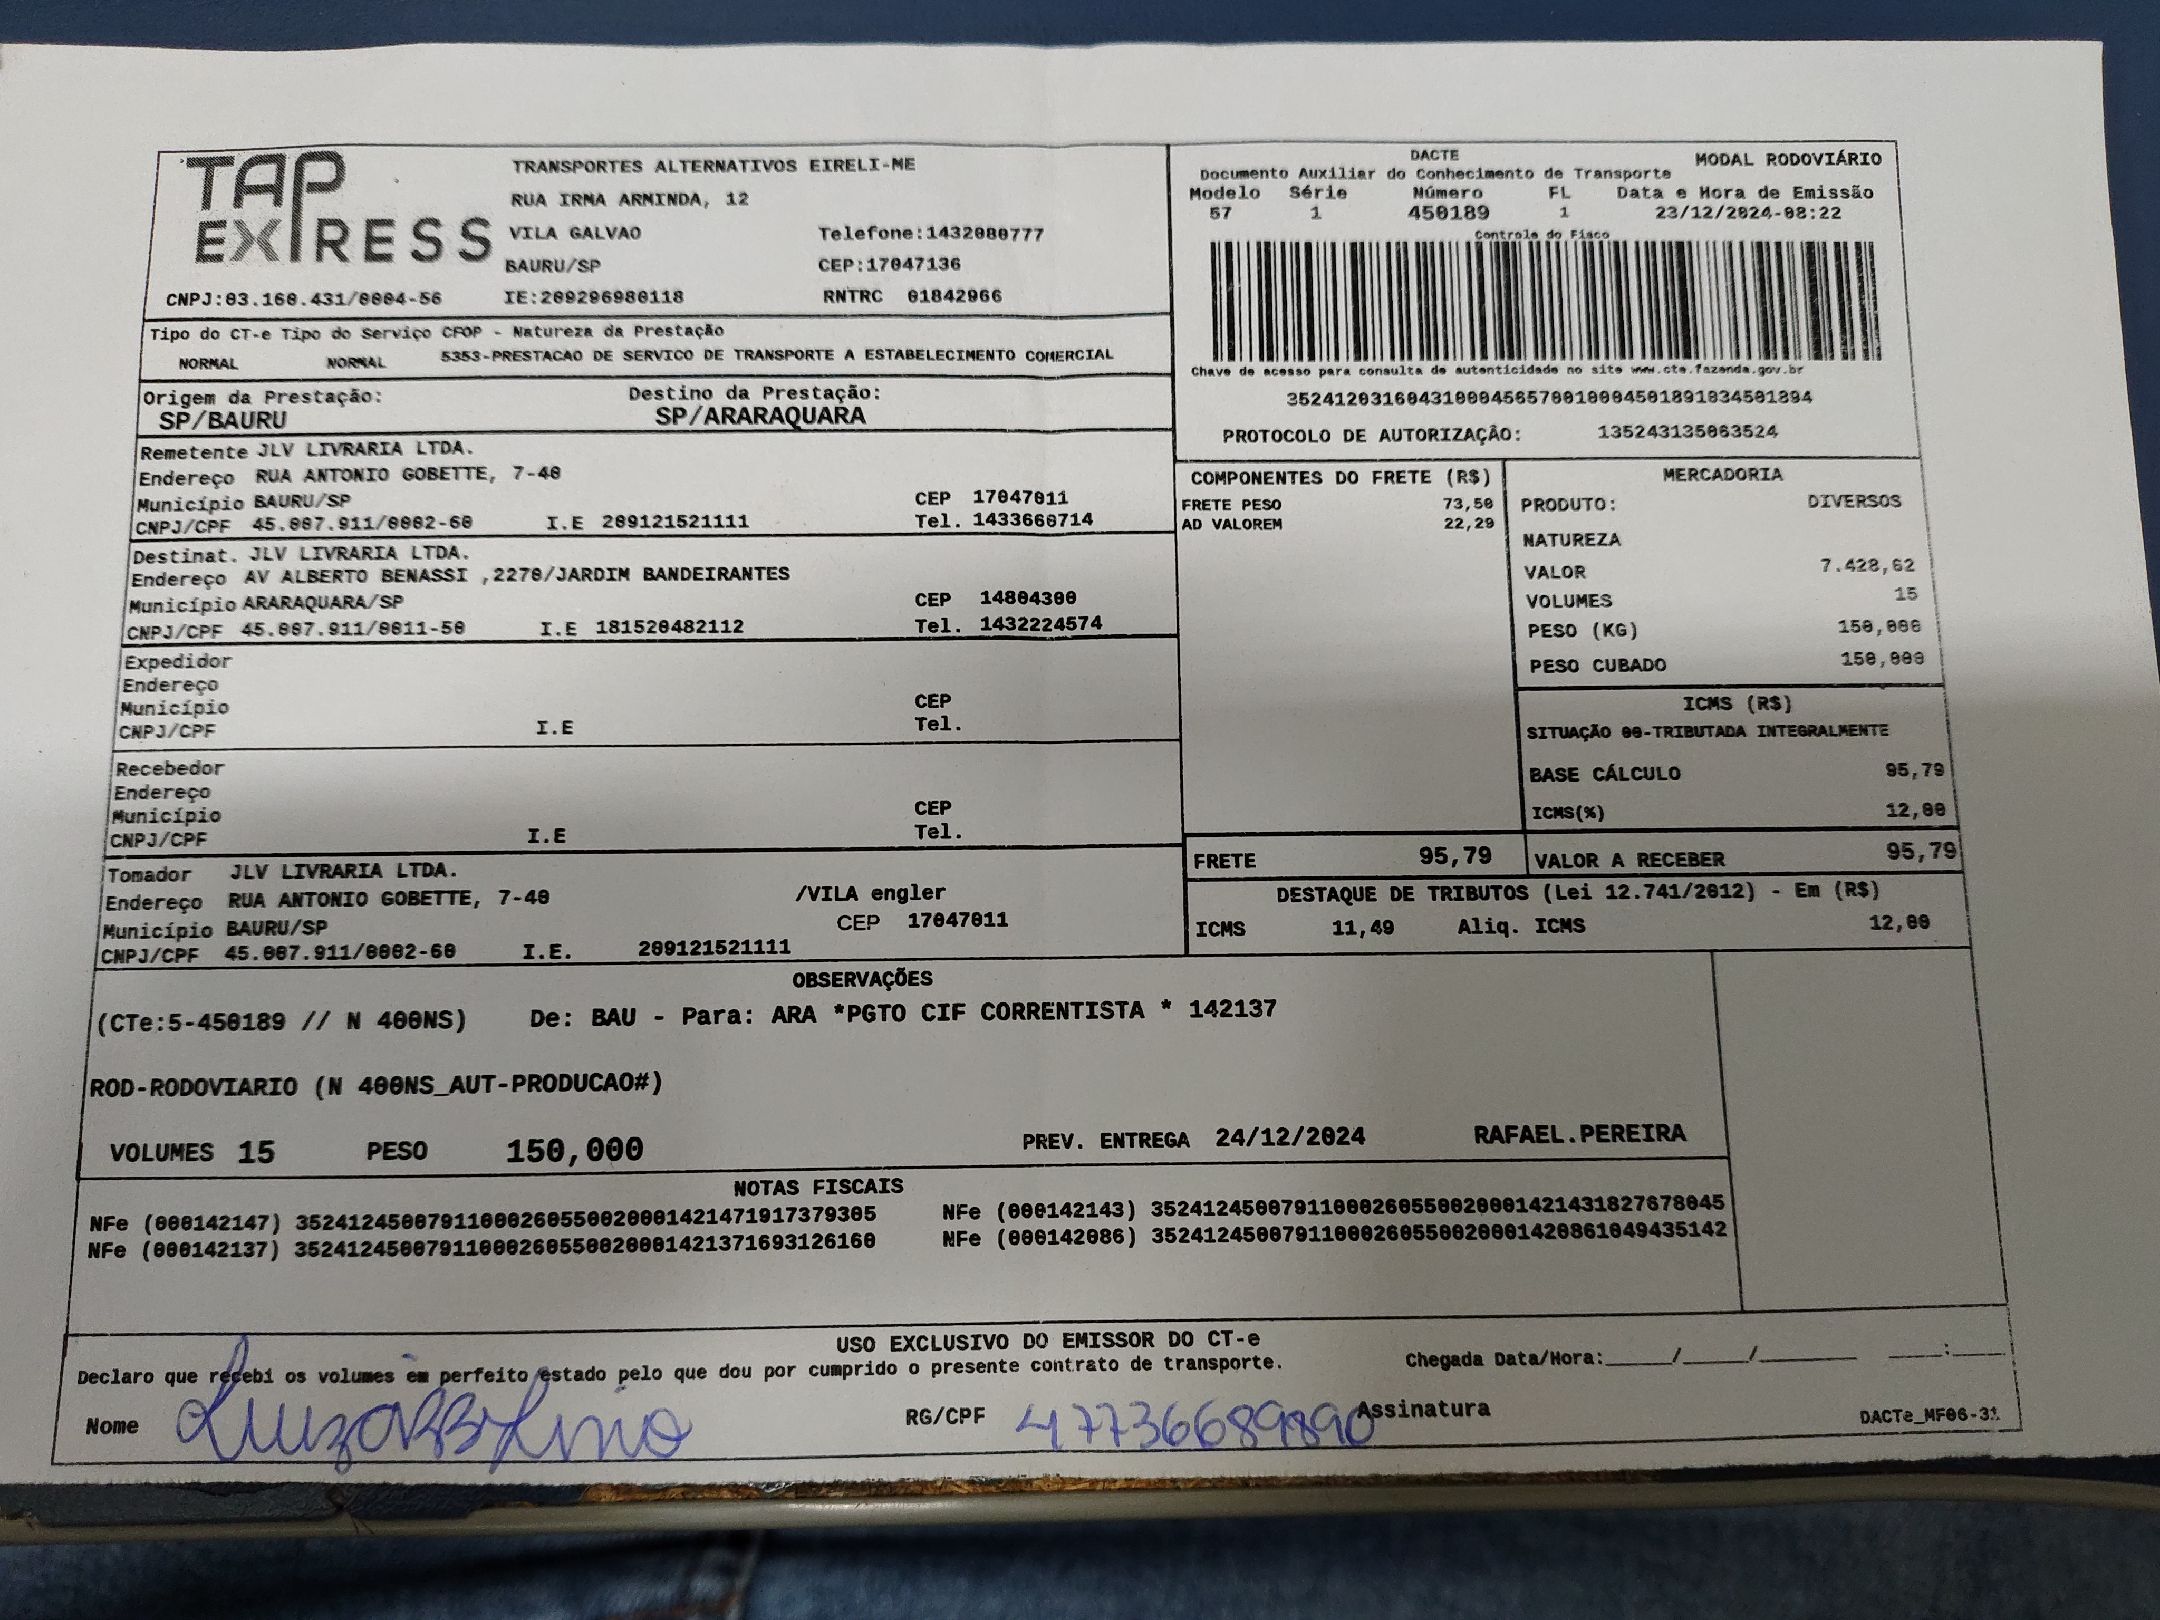 TAP EXPRESS
TRANSPORTES ALTERNATIVOS EIRELI-ME
RUA IRMA ARMINDA, 12
VILA GALVAO Telefone:1432080777
BAURU/SP CEP:17047136
CNPJ:03.160.431/0004-56 IE:209296980118 RNTRC 01842966
Tipo do CT-e Tipo do Serviço CFOP - Natureza da Prestação
NORMAL NORMAL 5353-PRESTACAO DE SERVICO DE TRANSPORTE A ESTABELECIMENTO COMERCIAL
Origem da Prestação: Destino da Prestação:
SP/BAURU SP/ARARAQUARA
Remetente JLV LIVRARIA LTDA.
Endereço RUA ANTONIO GOBETTE, 7-40
Município BAURU/SP CEP 17047011
CNPJ/CPF 45.007.911/0002-60 I.E 209121521111 Tel. 1433660714
Destinat. JLV LIVRARIA LTDA.
Endereço AV ALBERTO BENASSI ,2270/JARDIM BANDEIRANTES
Município ARARAQUARA/SP CEP 14804300
CNPJ/CPF 45.007.911/0011-50 I.E 181520482112 Tel. 1432224574
Expedidor
Endereço
Município CEP
CNPJ/CPF I.E Tel.
Recebedor
Endereço
Município CEP
CNPJ/CPF I.E Tel.
Tomador JLV LIVRARIA LTDA.
Endereço RUA ANTONIO GOBETTE, 7-40 /VILA engler
Município BAURU/SP CEP 17047011
CNPJ/CPF 45.007.911/0002-60 I.E. 209121521111
DACTE MODAL RODOVIÁRIO
Documento Auxiliar do Conhecimento de Transporte
Modelo Série Número FL Data e Hora de Emissão
57 1 450189 1 23/12/2024-08:22
Controle do Fisco
Chave de acesso para consulta de autenticidade no site www.cte.fazenda.gov.br
35241203160431000456570010004501891034501894
PROTOCOLO DE AUTORIZAÇÃO: 135243135063524
COMPONENTES DO FRETE (R$)
FRETE PESO 73,50
AD VALOREM 22,29
MERCADORIA
PRODUTO: DIVERSOS
NATUREZA
VALOR 7.428,62
VOLUMES 15
PESO (KG) 150,000
PESO CUBADO 150,000
ICMS (R$)
SITUAÇÃO 00-TRIBUTADA INTEGRALMENTE
BASE CÁLCULO 95,79
ICMS(%) 12,00
FRETE 95,79 VALOR A RECEBER 95,79
DESTAQUE DE TRIBUTOS (Lei 12.741/2012) - Em (R$)
ICMS 11,49 Aliq. ICMS 12,00
OBSERVAÇÕES
(CTe:5-450189 // N 400NS) De: BAU - Para: ARA *PGTO CIF CORRENTISTA * 142137
ROD-RODOVIARIO (N 400NS_AUT-PRODUCAO#)
VOLUMES 15 PESO 150,000 PREV. ENTREGA 24/12/2024 RAFAEL.PEREIRA
NOTAS FISCAIS
NFe (000142147) 35241245007911000260550020001421471917379305 NFe (000142143) 35241245007911000260550020001421431827678045
NFe (000142137) 35241245007911000260550020001421371693126160 NFe (000142086) 35241245007911000260550020001420861049435142
USO EXCLUSIVO DO EMISSOR DO CT-e
Declaro que recebi os volumes em perfeito estado pelo que dou por cumprido o presente contrato de transporte. Chegada Data/Hora:_____/_____/_______ ____:____
Nome RG/CPF 47736689890 Assinatura DACTe_MF06-31